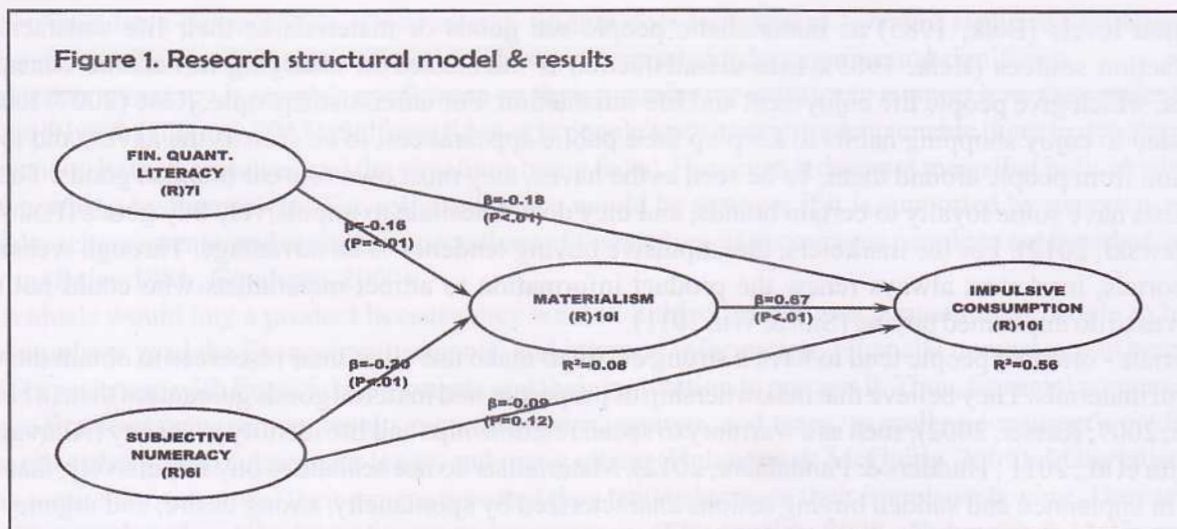 Figure 1. Research structural model & results
FIN. QUANT-
LITERACY
(R)7i
β=-0.18
(P<.01)
β=-0.16
(P=<.01)
MATERIALISM
(R)10i
R²=0.08
β=0.67
(P<.01)
IMPULSIVE
CONSUMPTION
(R)10i
R²=0.56
β=-0.20
(P=<.01)
β=-0.09
(P=0.12)
SUBJECTIVE
NUMERACY
(R)6i